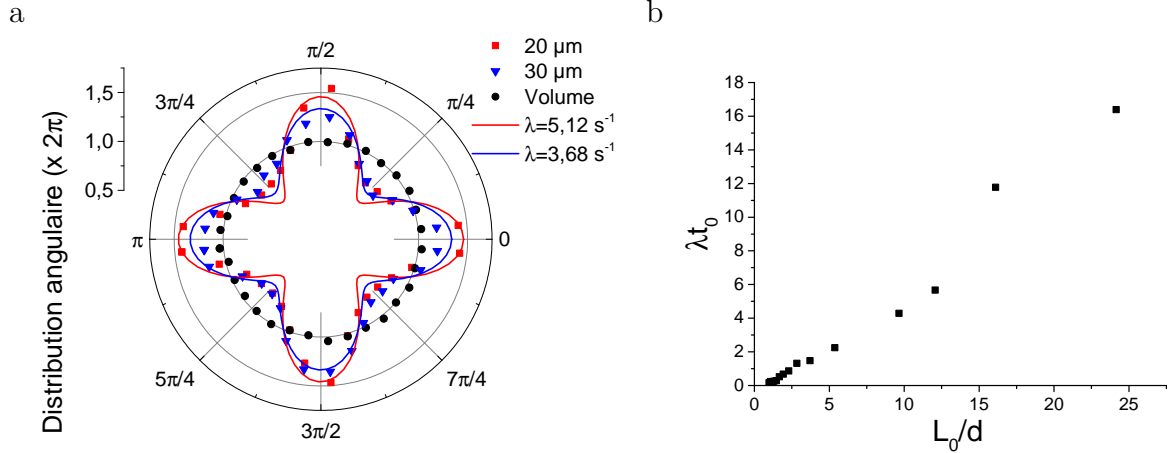 a
Distribution angulaire (x 2π)
1,5
1,0
0,5
π/2
π/4
0
7π/4
3π/2
5π/4
π
3π/4
20 µm
30 µm
Volume
λ=5,12 s⁻¹
λ=3,68 s⁻¹
b
λt₀
18
16
14
12
10
8
6
4
2
0
0 5 10 15 20 25
L₀/d